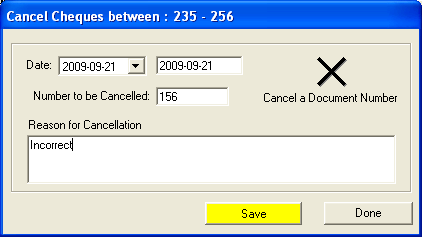 Cancel Cheques between : 235 - 256
Date: 2009-09-21 2009-09-21
Number to be Cancelled: 156
Cancel a Document Number
Reason for Cancellation
Incorrect
Save Done